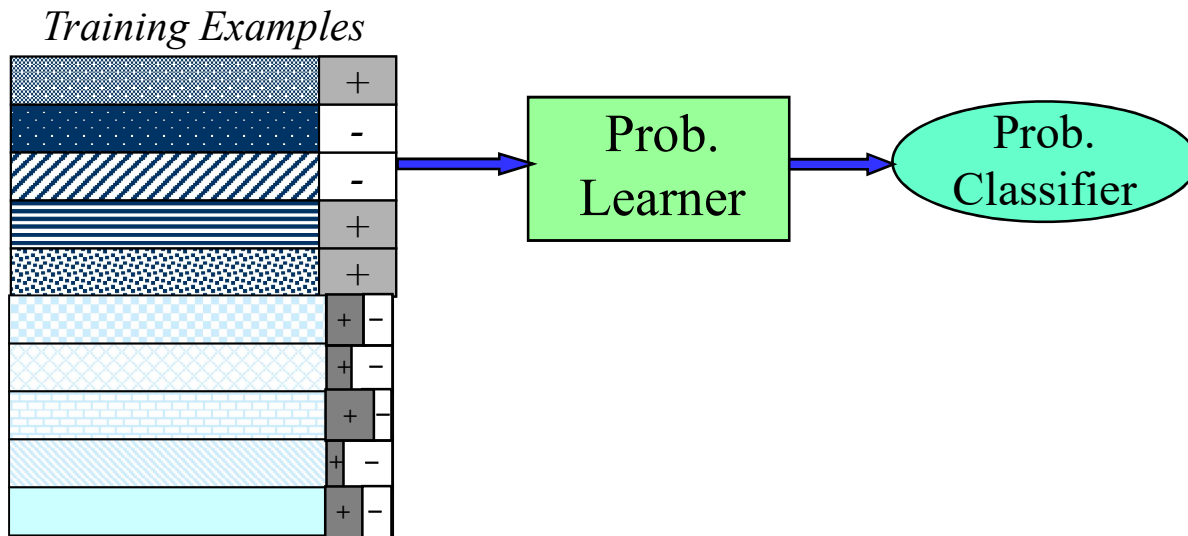 Training Examples
+
-
-
+
+
+ −
+ −
+ −
+ −
+ −
Prob.
Learner
Prob.
Classifier